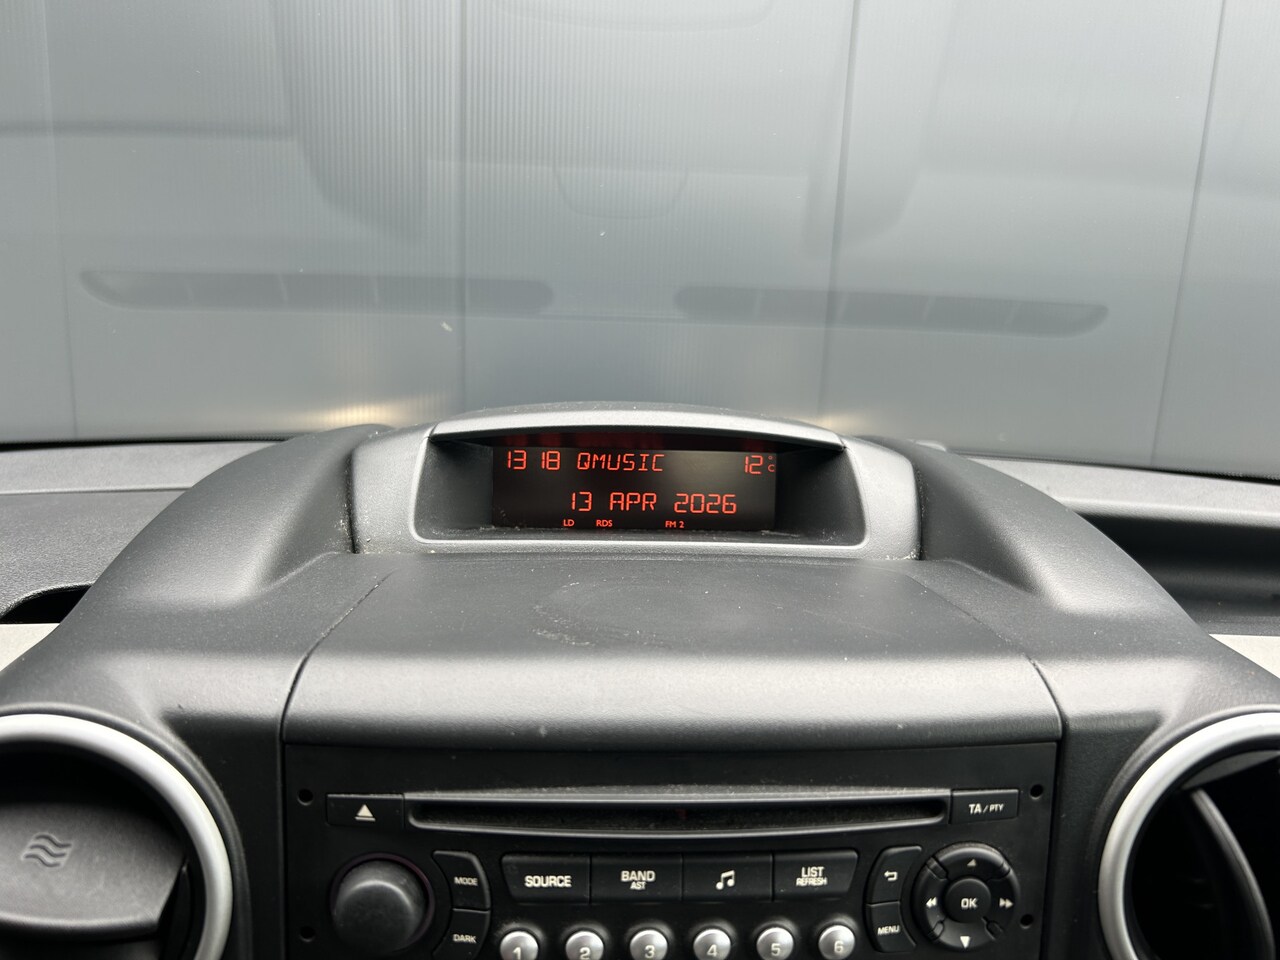 13 18 QMUSIC 12°C
13 APR 2026
LD RDS FM 2
TA / PTY
MODE
SOURCE
BAND
AST
LIST
REFRESH
OK
DARK
MENU
1 2 3 4 5 6